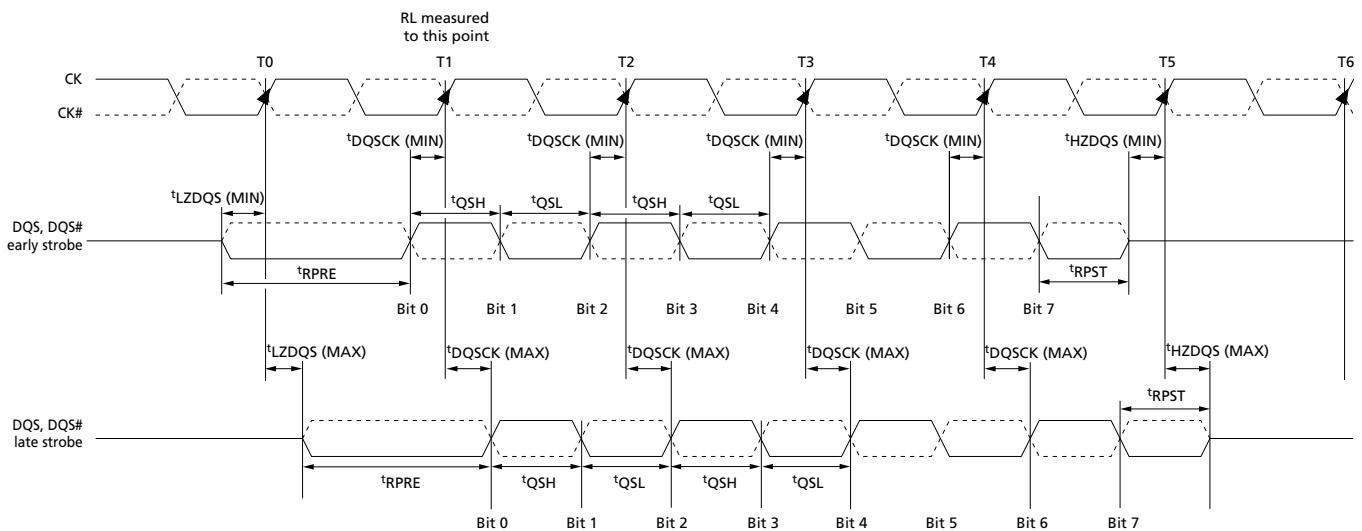 RL measured
to this point
T0 T1 T2 T3 T4 T5 T6
CK
CK#
tDQSCK (MIN) tDQSCK (MIN) tDQSCK (MIN) tDQSCK (MIN) tHZDQS (MIN)
tLZDQS (MIN)
tQSH tQSL tQSH tQSL
DQS, DQS#
early strobe
tRPRE tRPST
Bit 0 Bit 1 Bit 2 Bit 3 Bit 4 Bit 5 Bit 6 Bit 7
tLZDQS (MAX) tDQSCK (MAX) tDQSCK (MAX) tDQSCK (MAX) tDQSCK (MAX) tHZDQS (MAX)
tRPST
DQS, DQS#
late strobe
tRPRE tQSH tQSL tQSH tQSL
Bit 0 Bit 1 Bit 2 Bit 3 Bit 4 Bit 5 Bit 6 Bit 7